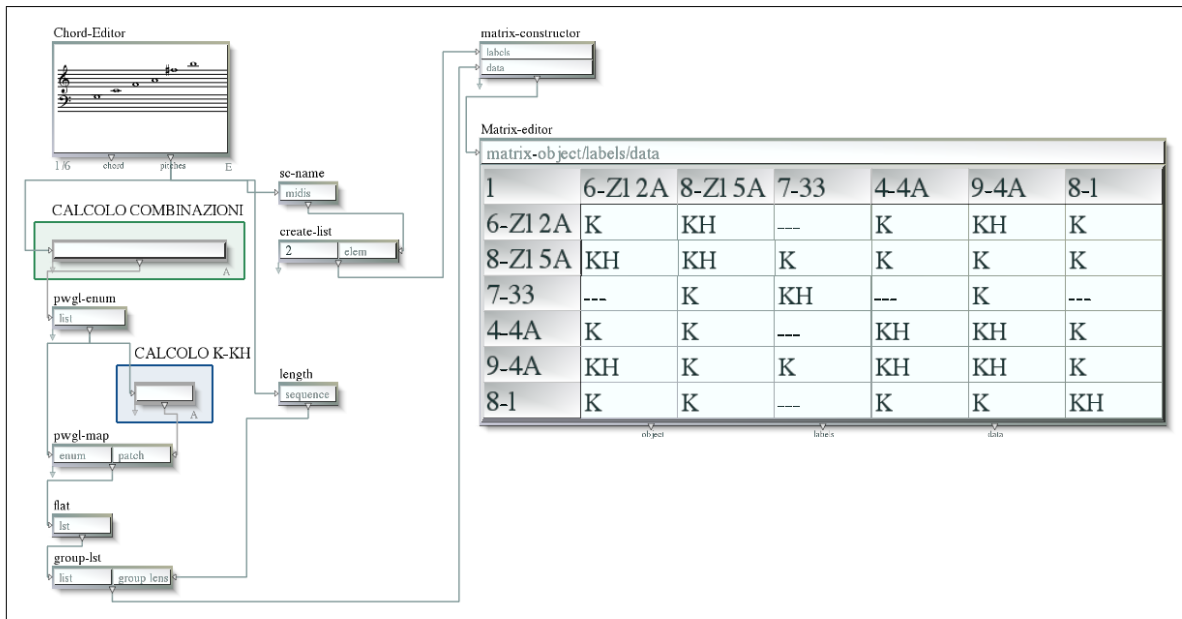 Chord-Editor
1/6 chord pitches E
CALCOLO COMBINAZIONI
A
pwgl-enum
list
CALCOLO K-KH
A
pwgl-map
enum patch
flat
lst
group-lst
list group lens
sc-name
midis
create-list
2 elem
length
sequence
matrix-constructor
labels
data
Matrix-editor
matrix-object/labels/data
1 6-Z12A 8-Z15A 7-33 4-4A 9-4A 8-1
6-Z12A K KH --- K KH K
8-Z15A KH KH K K K K
7-33 --- K KH --- K ---
4-4A K K --- KH KH K
9-4A KH K K KH KH K
8-1 K K --- K K KH
object labels data